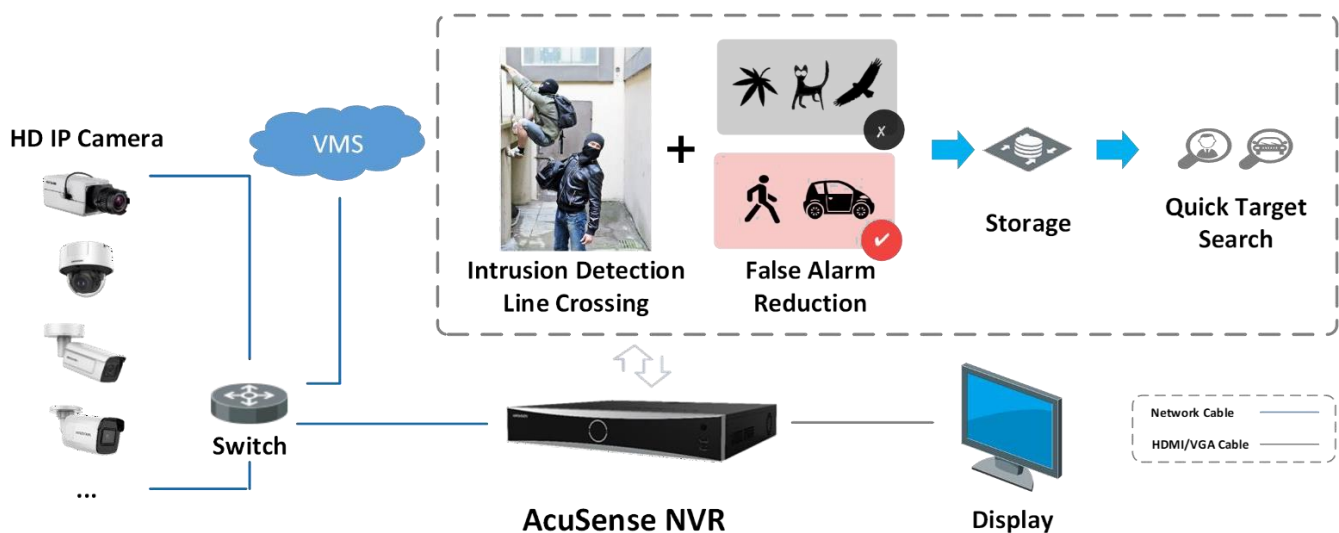 HD IP Camera
...
VMS
Switch
Intrusion Detection
Line Crossing
+
False Alarm
Reduction
Storage
Quick Target
Search
AcuSense NVR
Display
Network Cable
HDMI/VGA Cable